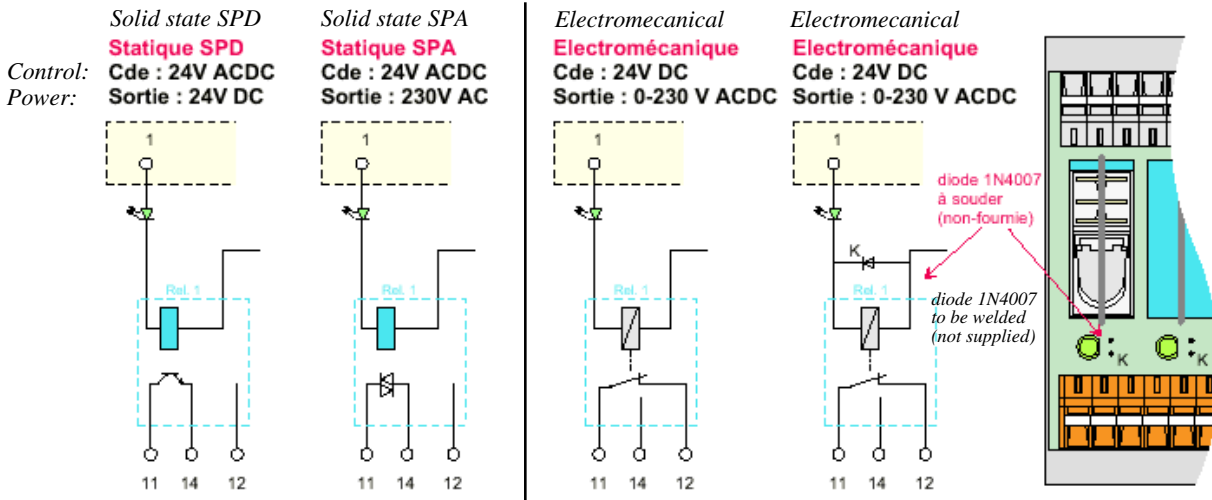 Solid state SPD
Statique SPD
Control: Cde : 24V ACDC
Power: Sortie : 24V DC
1
Rel. 1
11 14 12
Solid state SPA
Statique SPA
Cde : 24V ACDC
Sortie : 230V AC
1
Rel. 1
11 14 12
Electromecanical
Electromécanique
Cde : 24V DC
Sortie : 0-230 V ACDC
1
Rel. 1
11 14 12
Electromecanical
Electromécanique
Cde : 24V DC
Sortie : 0-230 V ACDC
1
K
Rel. 1
11 14 12
diode 1N4007
à souder
(non-fournie)
diode 1N4007
to be welded
(not supplied)
K
K